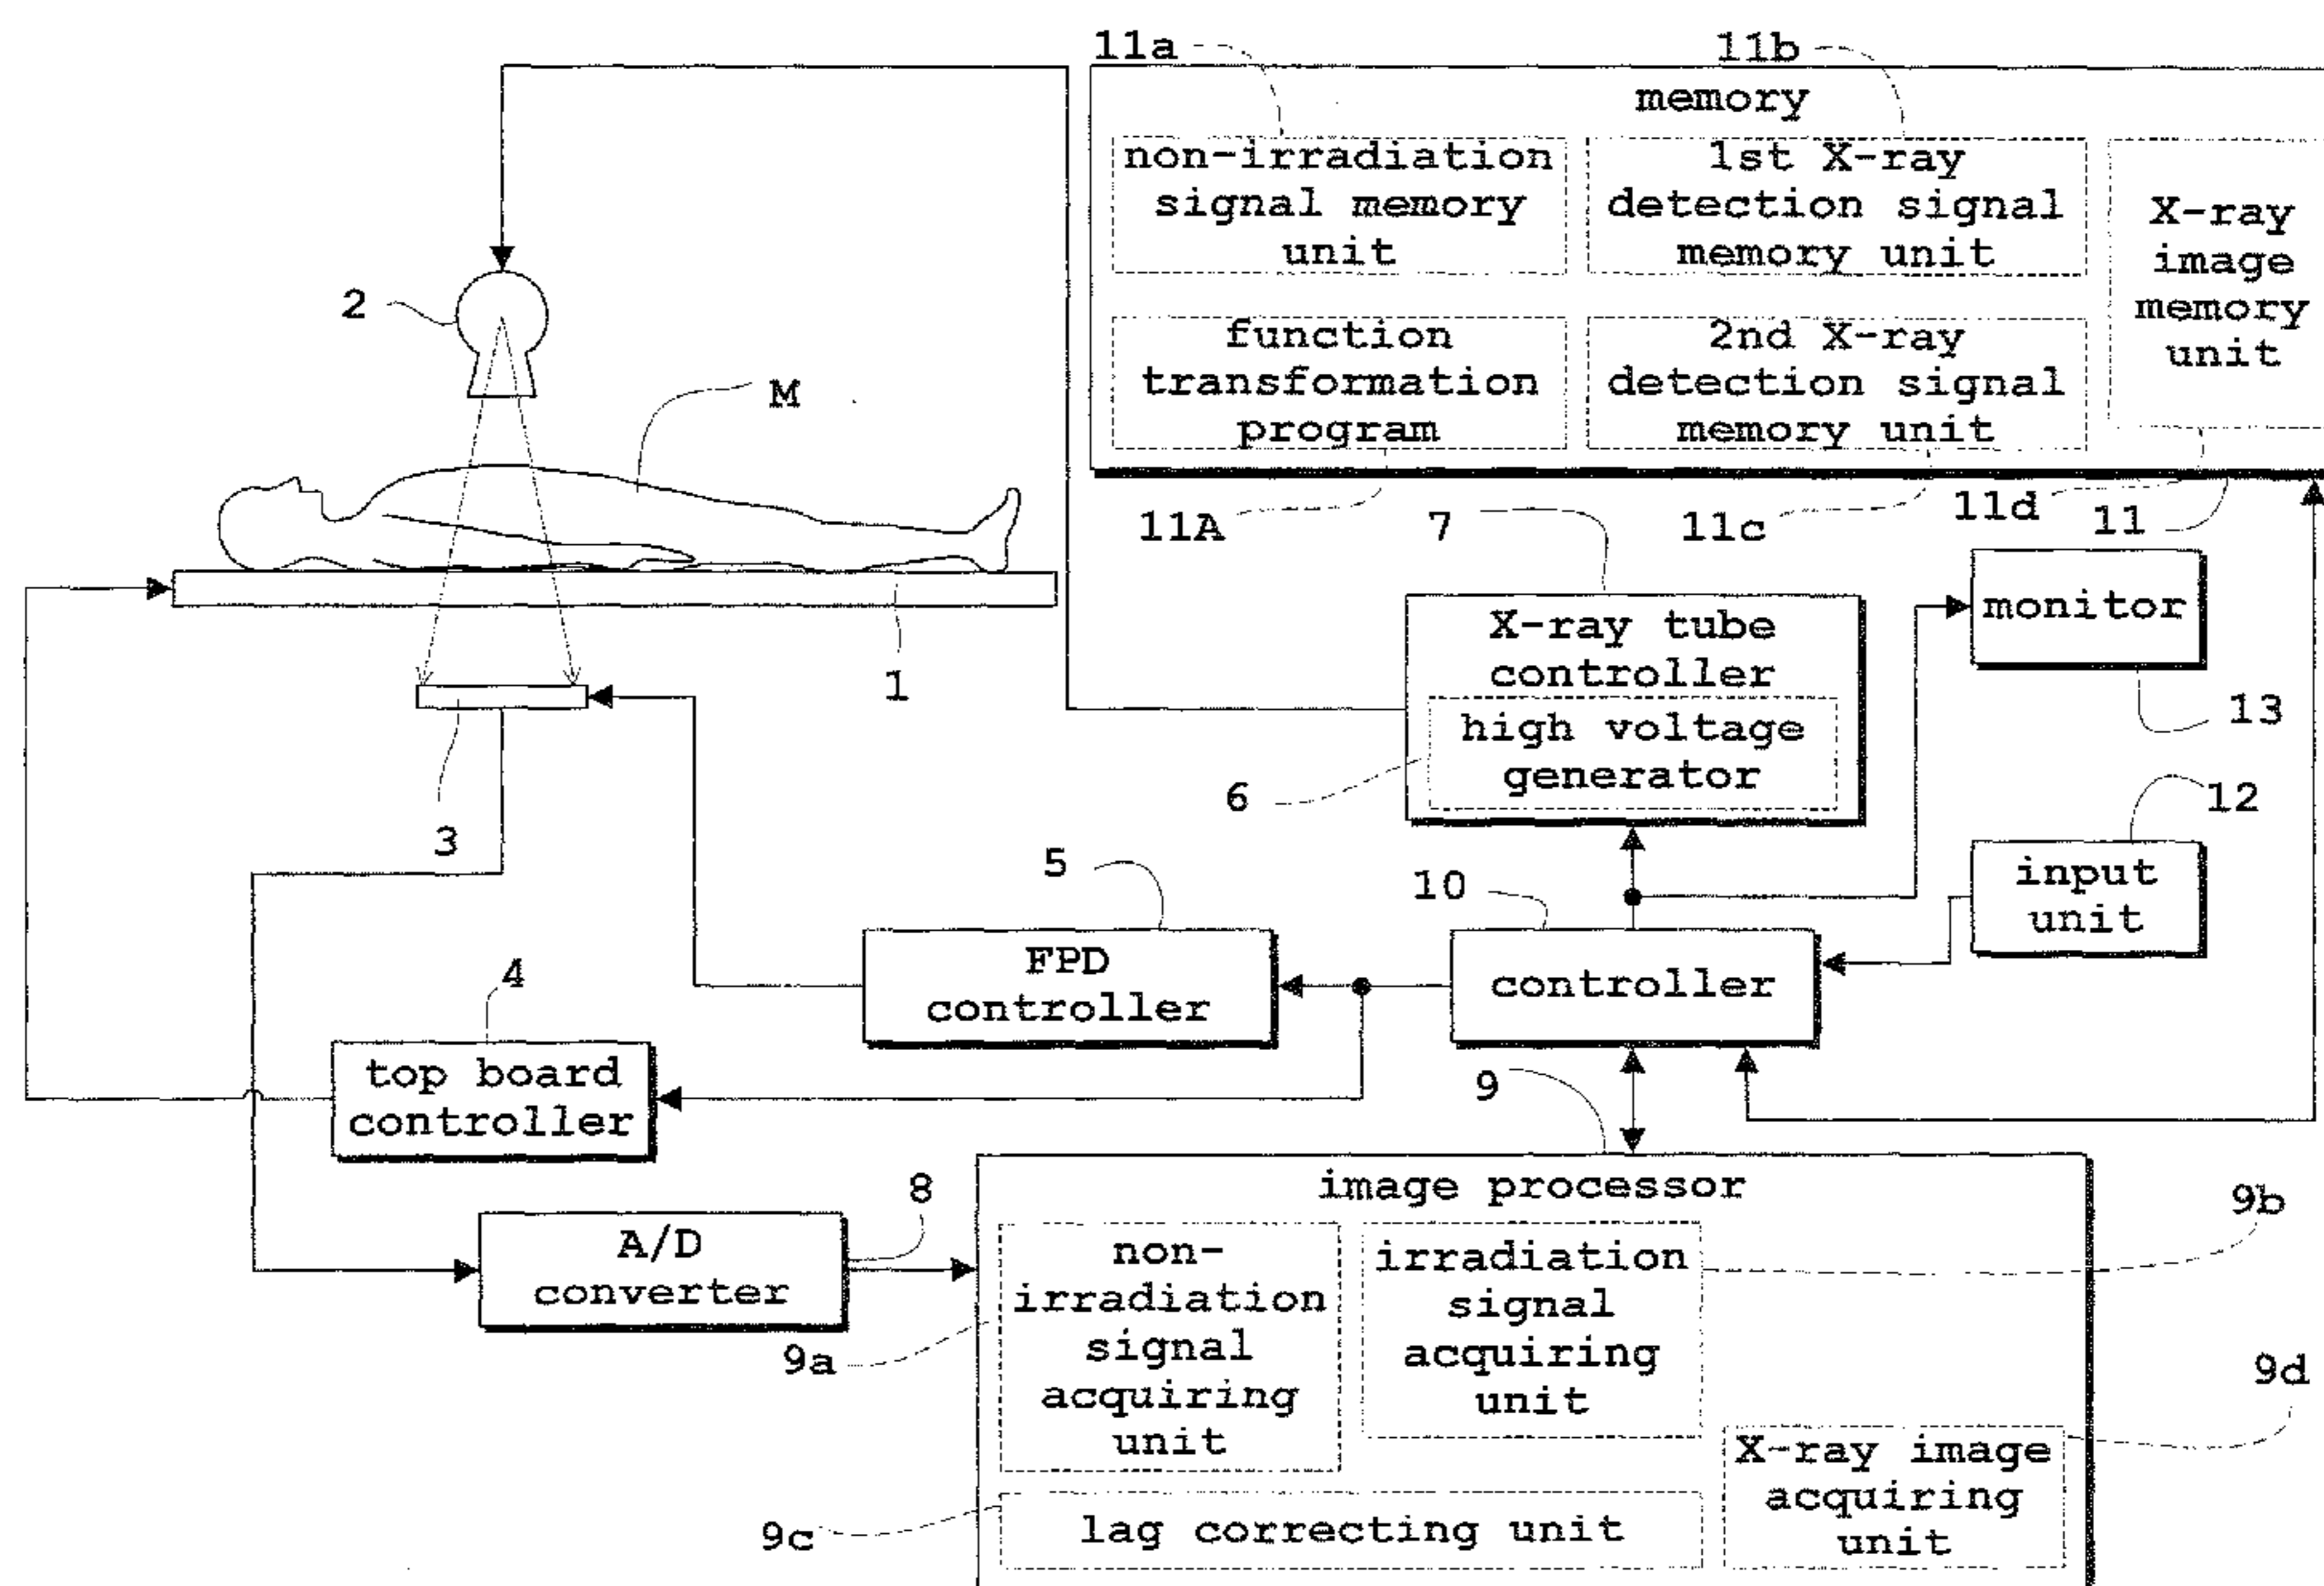 11a
11b
memory
non-irradiation
signal memory
unit
1st X-ray
detection signal
memory unit
X-ray
image
memory
unit
function
transformation
program
2nd X-ray
detection signal
memory unit
2
M
11A
7
11c
11d
11
1
X-ray tube
controller
high voltage
generator
6
monitor
13
3
12
input
unit
5
10
FPD
controller
controller
4
top board
controller
9
8
A/D
converter
image processor
9b
non-
irradiation
signal
acquiring
unit
irradiation
signal
acquiring
unit
9a
9d
X-ray image
acquiring
unit
9c
lag correcting unit